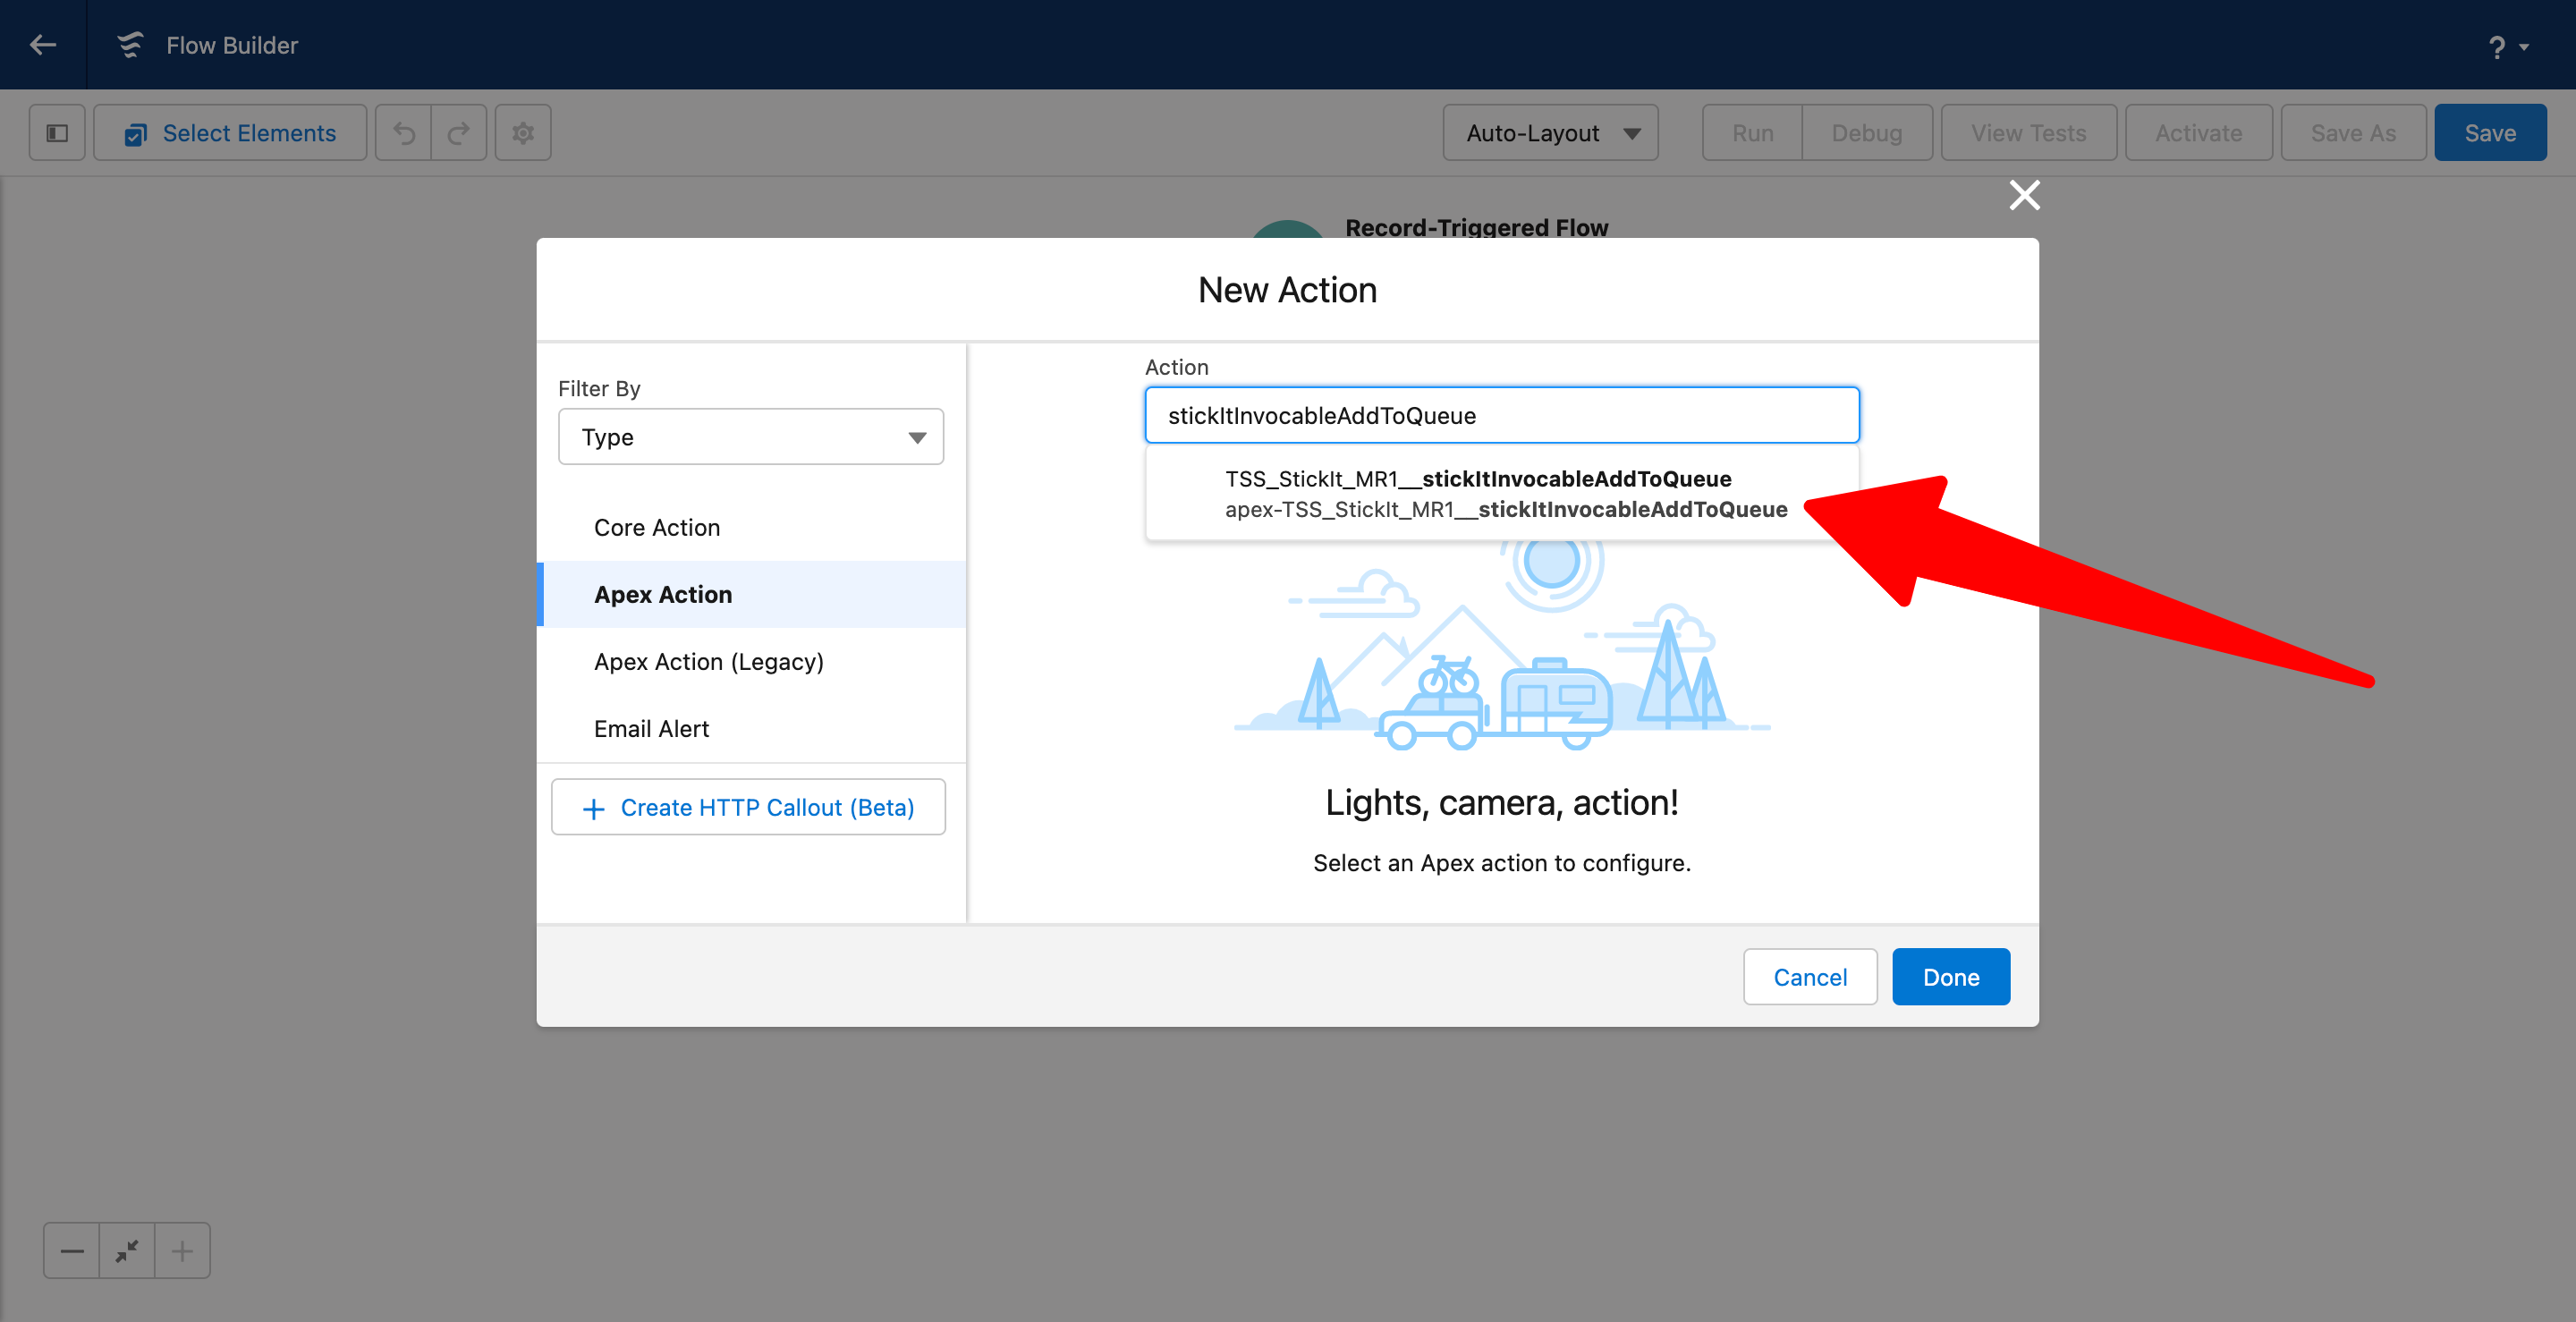 Flow Builder
?
Select Elements
Auto-Layout
Run
Debug
View Tests
Activate
Save As
Save
Record-Triggered Flow
New Action
Filter By
Type
Core Action
Apex Action
Apex Action (Legacy)
Email Alert
Create HTTP Callout (Beta)
Action
stickItInvocableAddToQueue
TSS_StickIt_MR1__stickItInvocableAddToQueue
apex-TSS_StickIt_MR1__stickItInvocableAddToQueue
Lights, camera, action!
Select an Apex action to configure.
Cancel
Done